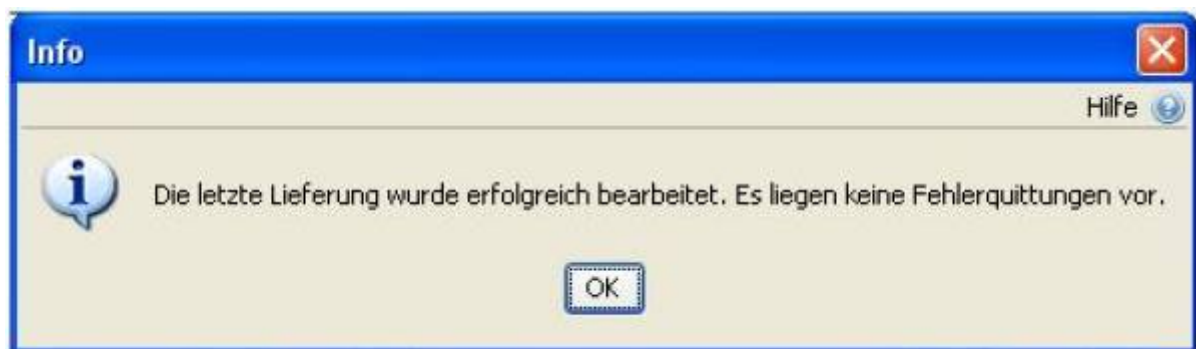 Info
Hilfe
Die letzte Lieferung wurde erfolgreich bearbeitet. Es liegen keine Fehlerquittungen vor.
OK